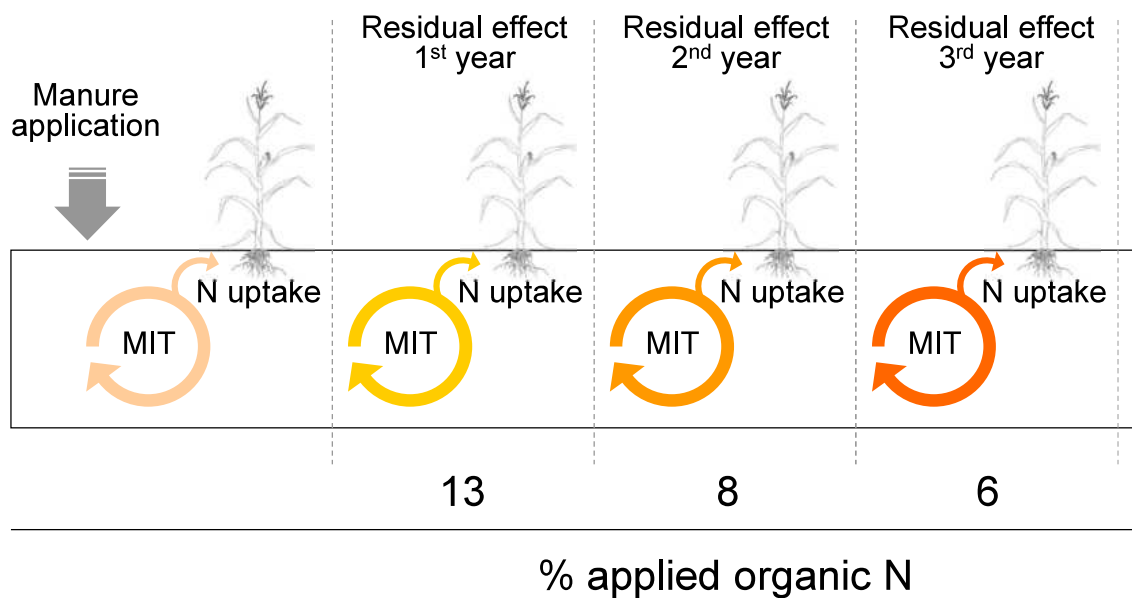 Manure
application
Residual effect
1st year
Residual effect
2nd year
Residual effect
3rd year
N uptake
N uptake
N uptake
N uptake
MIT
MIT
MIT
MIT
13
8
6
% applied organic N